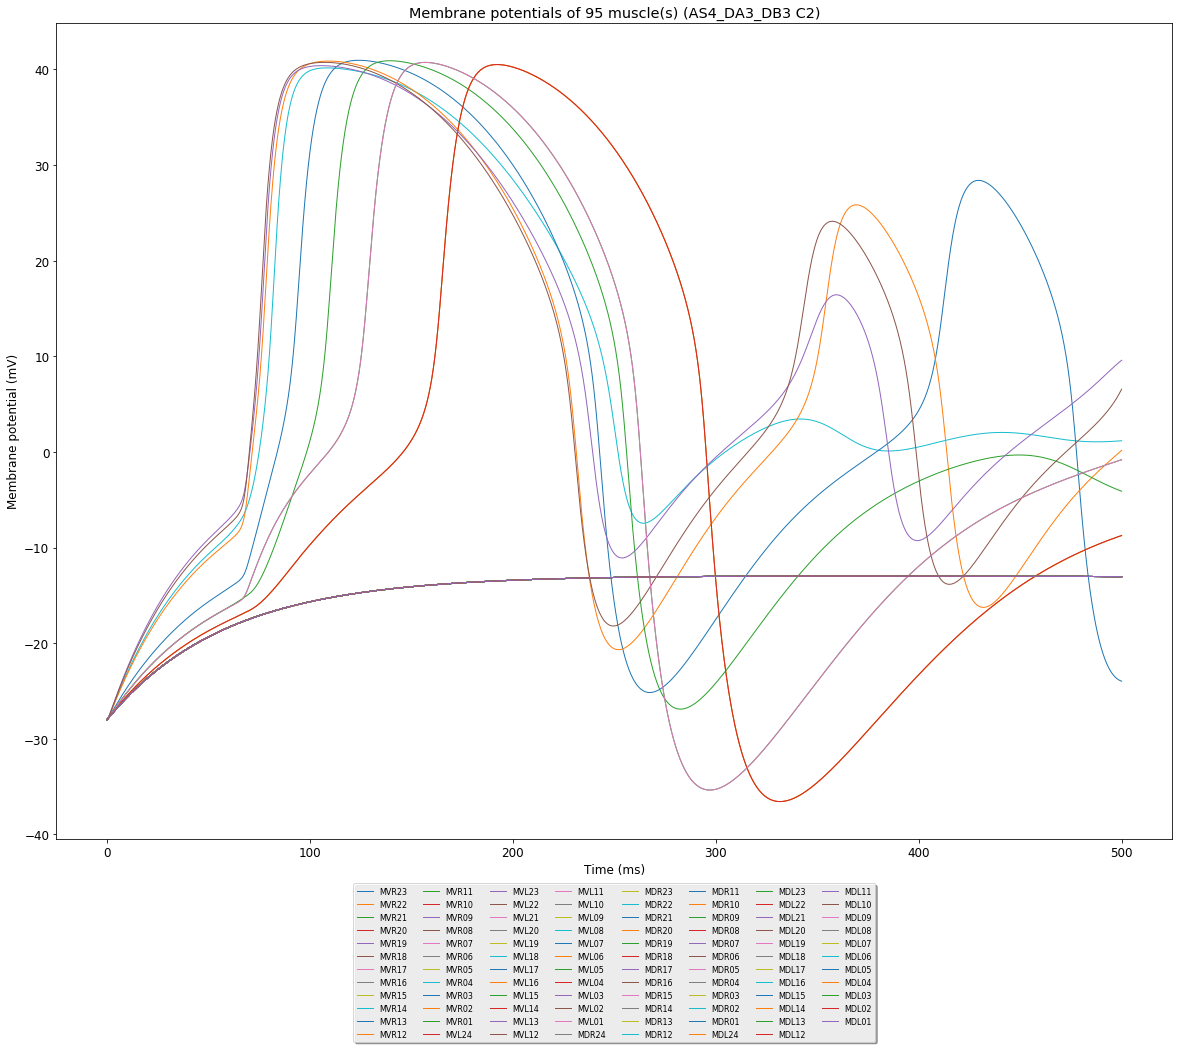 Membrane potentials of 95 muscle(s) (AS4_DA3_DB3 C2)
Membrane potential (mV)
40
30
20
10
0
−10
−20
−30
−40
0 100 200 300 400 500
Time (ms)
MVR23 MVR11 MVL23 MVL11 MDR23 MDR11 MDL23 MDL11
MVR22 MVR10 MVL22 MVL10 MDR22 MDR10 MDL22 MDL10
MVR21 MVR09 MVL21 MVL09 MDR21 MDR09 MDL21 MDL09
MVR20 MVR08 MVL20 MVL08 MDR20 MDR08 MDL20 MDL08
MVR19 MVR07 MVL19 MVL07 MDR19 MDR07 MDL19 MDL07
MVR18 MVR06 MVL18 MVL06 MDR18 MDR06 MDL18 MDL06
MVR17 MVR05 MVL17 MVL05 MDR17 MDR05 MDL17 MDL05
MVR16 MVR04 MVL16 MVL04 MDR16 MDR04 MDL16 MDL04
MVR15 MVR03 MVL15 MVL03 MDR15 MDR03 MDL15 MDL03
MVR14 MVR02 MVL14 MVL02 MDR14 MDR02 MDL14 MDL02
MVR13 MVR01 MVL13 MVL01 MDR13 MDR01 MDL13 MDL01
MVR12 MVL24 MVL12 MDR24 MDR12 MDL24 MDL12